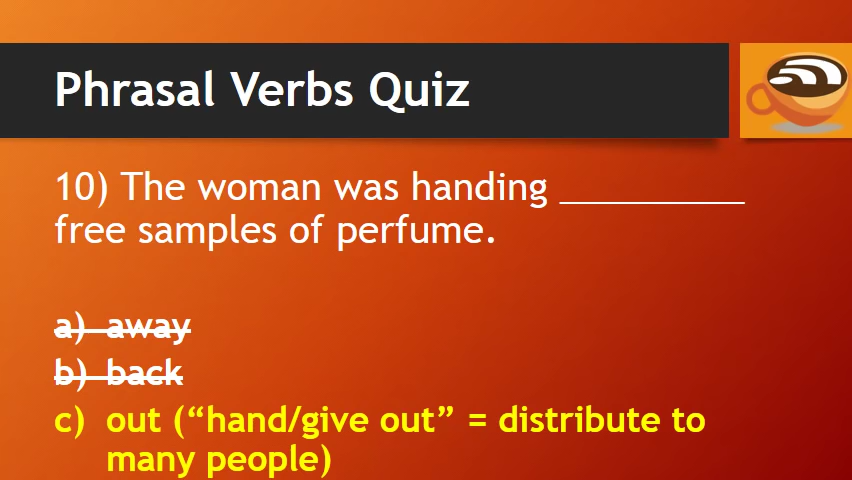 Phrasal Verbs Quiz
10) The woman was handing __________
free samples of perfume.
a) away
b) back
c) out (“hand/give out” = distribute to
many people)